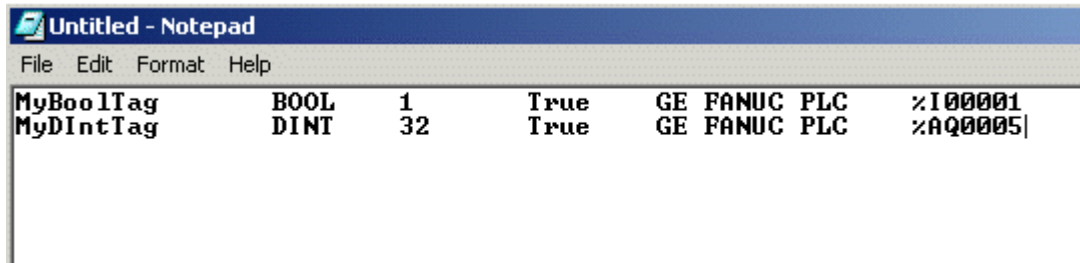 Untitled - Notepad
File Edit Format Help
MyBoolTag BOOL 1 True GE FANUC PLC %I00001
MyDIntTag DINT 32 True GE FANUC PLC %AQ0005